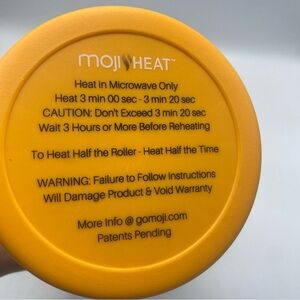 moji HEAT™
Heat in Microwave Only
Heat 3 min 00 sec - 3 min 20 sec
CAUTION: Don't Exceed 3 min 20 sec
Wait 3 Hours or More Before Reheating
To Heat Half the Roller - Heat Half the Time
WARNING: Failure to Follow Instructions
Will Damage Product & Void Warranty
More Info @ gomoji.com
Patents Pending